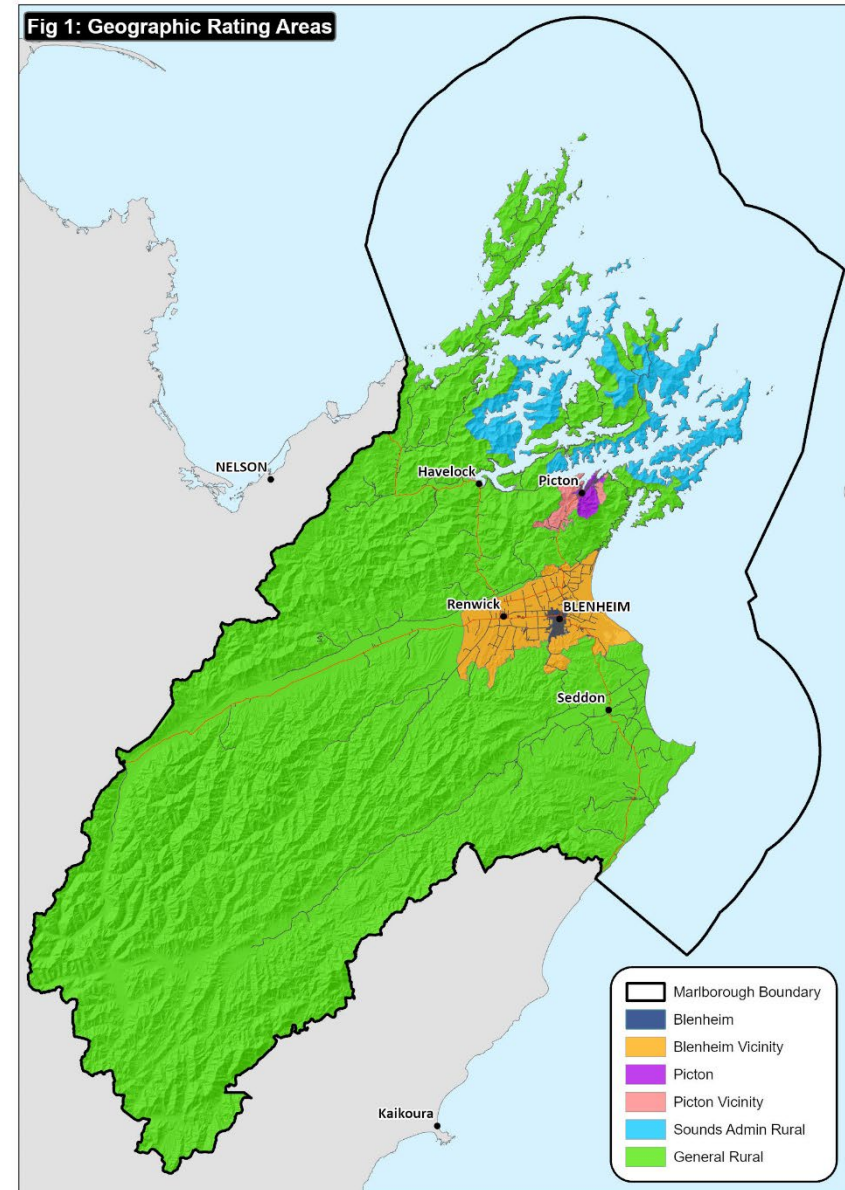 Fig 1: Geographic Rating Areas
NELSON
Havelock
Picton
Renwick
BLENHEIM
Seddon
Kaikoura
Marlborough Boundary
Blenheim
Blenheim Vicinity
Picton
Picton Vicinity
Sounds Admin Rural
General Rural